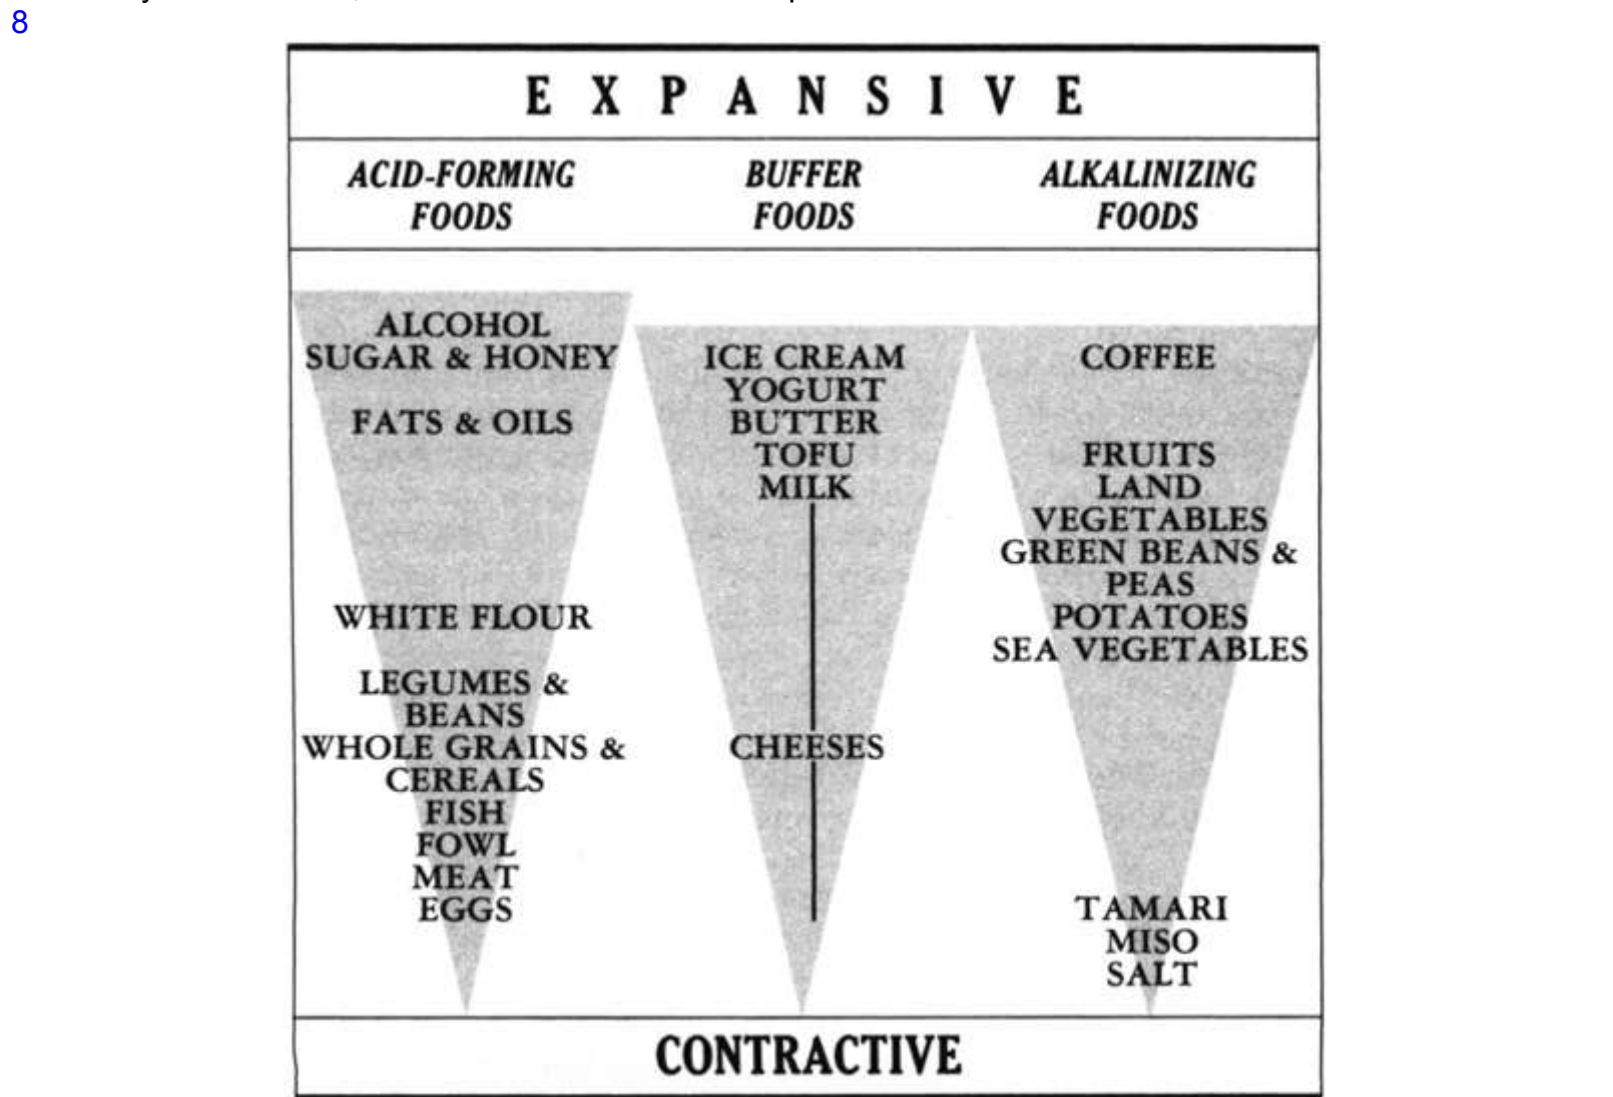 8
E X P A N S I V E
ACID-FORMING
FOODS
BUFFER
FOODS
ALKALINIZING
FOODS
ALCOHOL
SUGAR & HONEY
FATS & OILS
WHITE FLOUR
LEGUMES &
BEANS
WHOLE GRAINS &
CEREALS
FISH
FOWL
MEAT
EGGS
ICE CREAM
YOGURT
BUTTER
TOFU
MILK
CHEESES
COFFEE
FRUITS
LAND
VEGETABLES
GREEN BEANS &
PEAS
POTATOES
SEA VEGETABLES
TAMARI
MISO
SALT
CONTRACTIVE